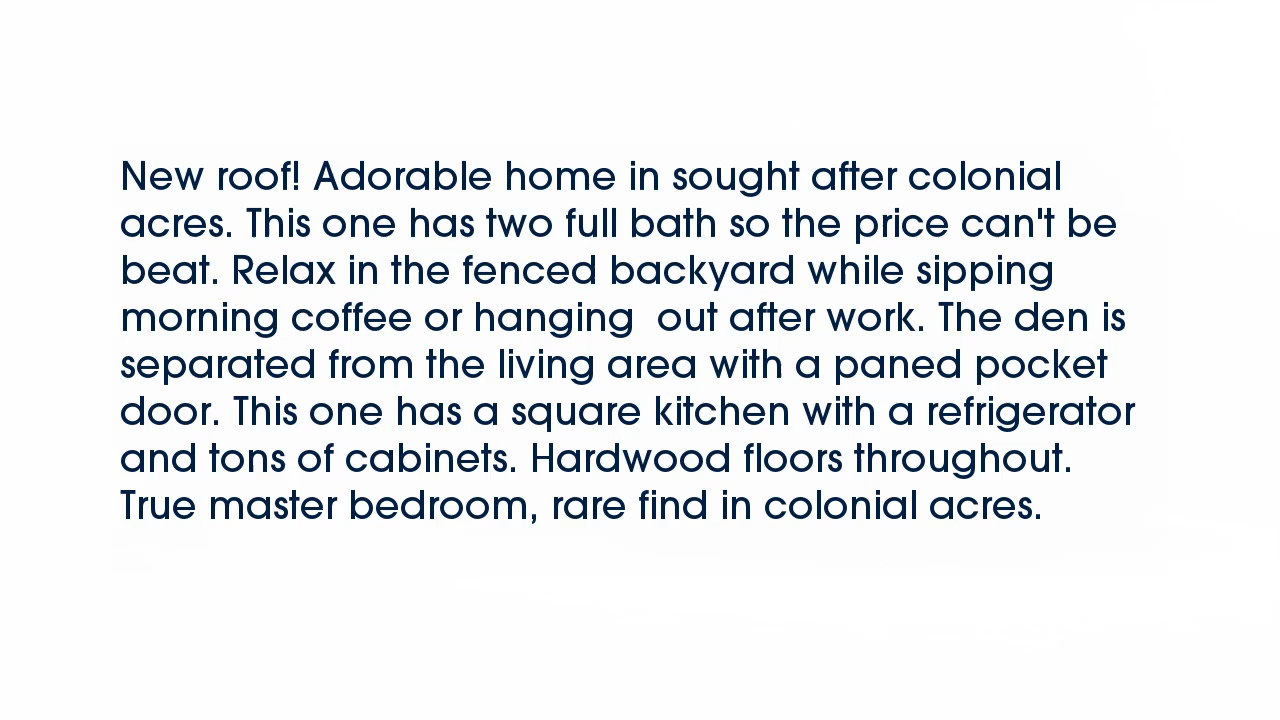 New roof! Adorable home in sought after colonial
acres. This one has two full bath so the price can't be
beat. Relax in the fenced backyard while sipping
morning coffee or hanging  out after work. The den is
separated from the living area with a paned pocket
door. This one has a square kitchen with a refrigerator
and tons of cabinets. Hardwood floors throughout.
True master bedroom, rare find in colonial acres.